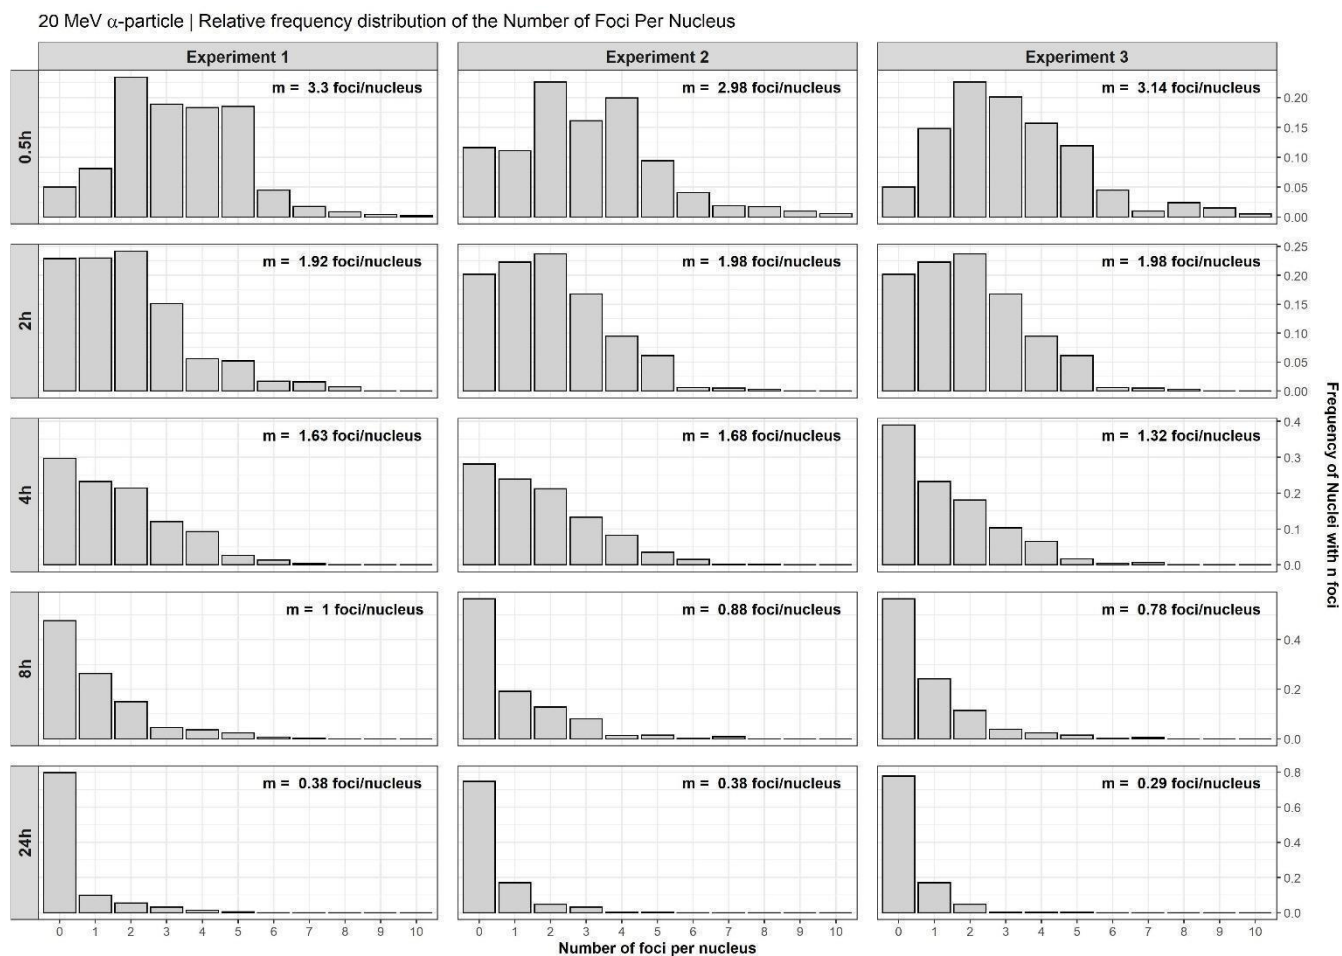 20 MeV α-particle | Relative frequency distribution of the Number of Foci Per Nucleus
Experiment 1
Experiment 2
Experiment 3
0.5h
m = 3.3 foci/nucleus
m = 2.98 foci/nucleus
m = 3.14 foci/nucleus
0.20
0.15
0.10
0.05
0.00
2h
m = 1.92 foci/nucleus
m = 1.98 foci/nucleus
m = 1.98 foci/nucleus
0.25
0.20
0.15
0.10
0.05
0.00
4h
m = 1.63 foci/nucleus
m = 1.68 foci/nucleus
m = 1.32 foci/nucleus
0.4
0.3
0.2
0.1
0.0
8h
m = 1 foci/nucleus
m = 0.88 foci/nucleus
m = 0.78 foci/nucleus
0.4
0.2
0.0
24h
m = 0.38 foci/nucleus
m = 0.38 foci/nucleus
m = 0.29 foci/nucleus
0.8
0.6
0.4
0.2
0.0
Frequency of Nuclei with n foci
0 1 2 3 4 5 6 7 8 9 10
0 1 2 3 4 5 6 7 8 9 10
0 1 2 3 4 5 6 7 8 9 10
Number of foci per nucleus